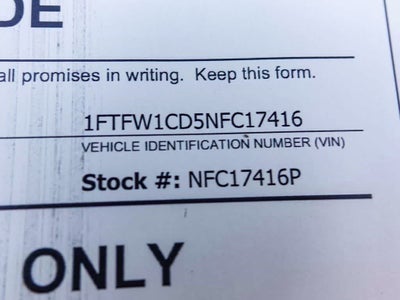 DE
all promises in writing. Keep this form.
1FTFW1CD5NFC17416
VEHICLE IDENTIFICATION NUMBER (VIN)
Stock #: NFC17416P
ONLY